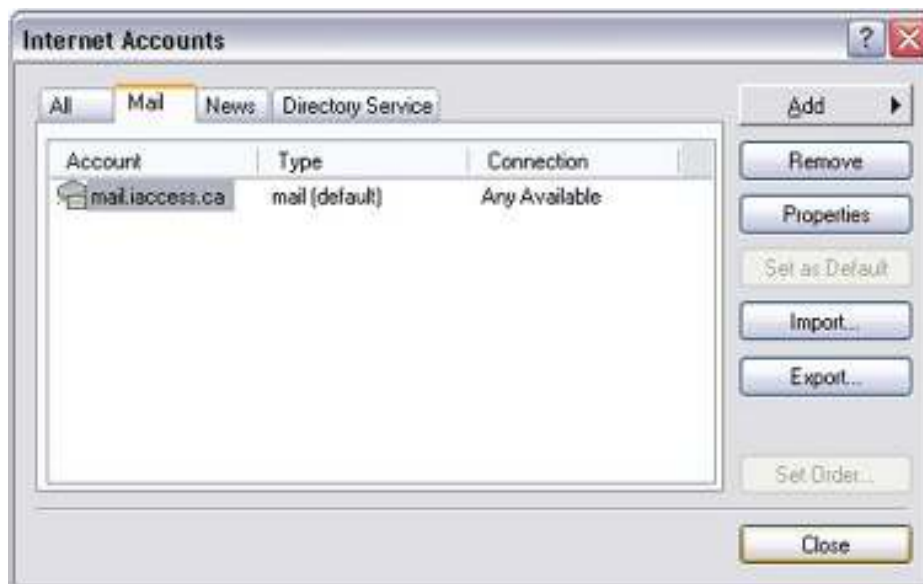 Internet Accounts
All Mail News Directory Service
Account Type Connection
mail.iaccess.ca mail (default) Any Available
Add
Remove
Properties
Set as Default
Import...
Export...
Set Order...
Close